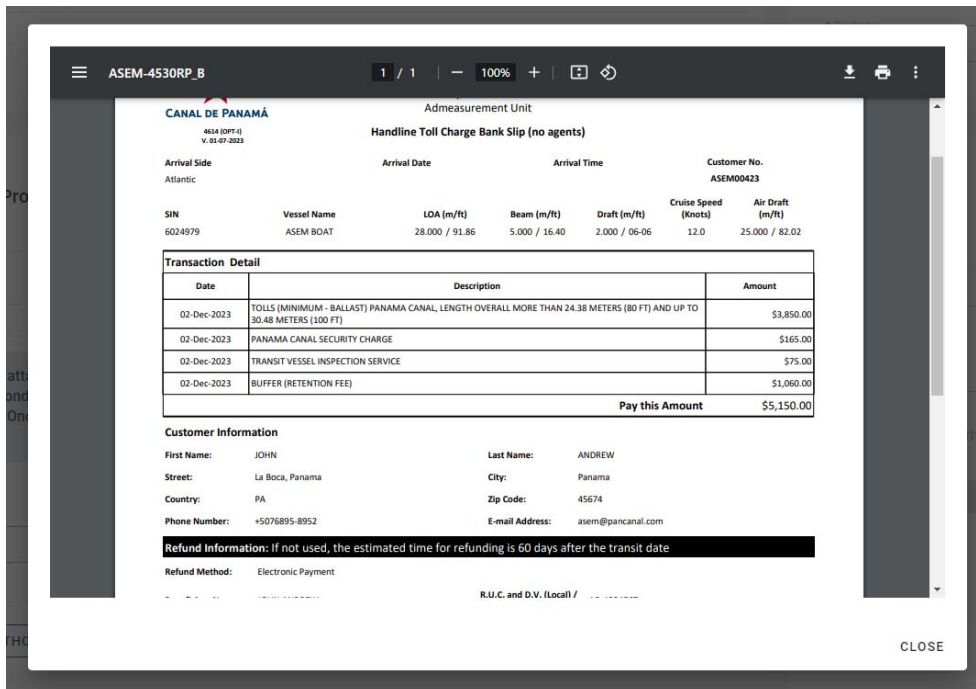 ASEM-4530RP_B
1 / 1
100%
CANAL DE PANAMÁ
Admeasurement Unit
4614 (OPT-I)
V. 01-07-2023
Handline Toll Charge Bank Slip (no agents)
Arrival Side Arrival Date Arrival Time Customer No.
Atlantic ASEM00423
SIN Vessel Name LOA (m/ft) Beam (m/ft) Draft (m/ft) Cruise Speed (Knots) Air Draft (m/ft)
6024979 ASEM BOAT 28.000 / 91.86 5.000 / 16.40 2.000 / 06-06 12.0 25.000 / 82.02
Transaction Detail
Date Description Amount
02-Dec-2023 TOLLS (MINIMUM - BALLAST) PANAMA CANAL, LENGTH OVERALL MORE THAN 24.38 METERS (80 FT) AND UP TO
30.48 METERS (100 FT) $3,850.00
02-Dec-2023 PANAMA CANAL SECURITY CHARGE $165.00
02-Dec-2023 TRANSIT VESSEL INSPECTION SERVICE $75.00
02-Dec-2023 BUFFER (RETENTION FEE) $1,060.00
Pay this Amount $5,150.00
Customer Information
First Name: JOHN Last Name: ANDREW
Street: La Boca, Panama City: Panama
Country: PA Zip Code: 45674
Phone Number: +5076895-8952 E-mail Address: asem@pancanal.com
Refund Information: If not used, the estimated time for refunding is 60 days after the transit date
Refund Method: Electronic Payment
R.U.C. and D.V. (Local) /
CLOSE